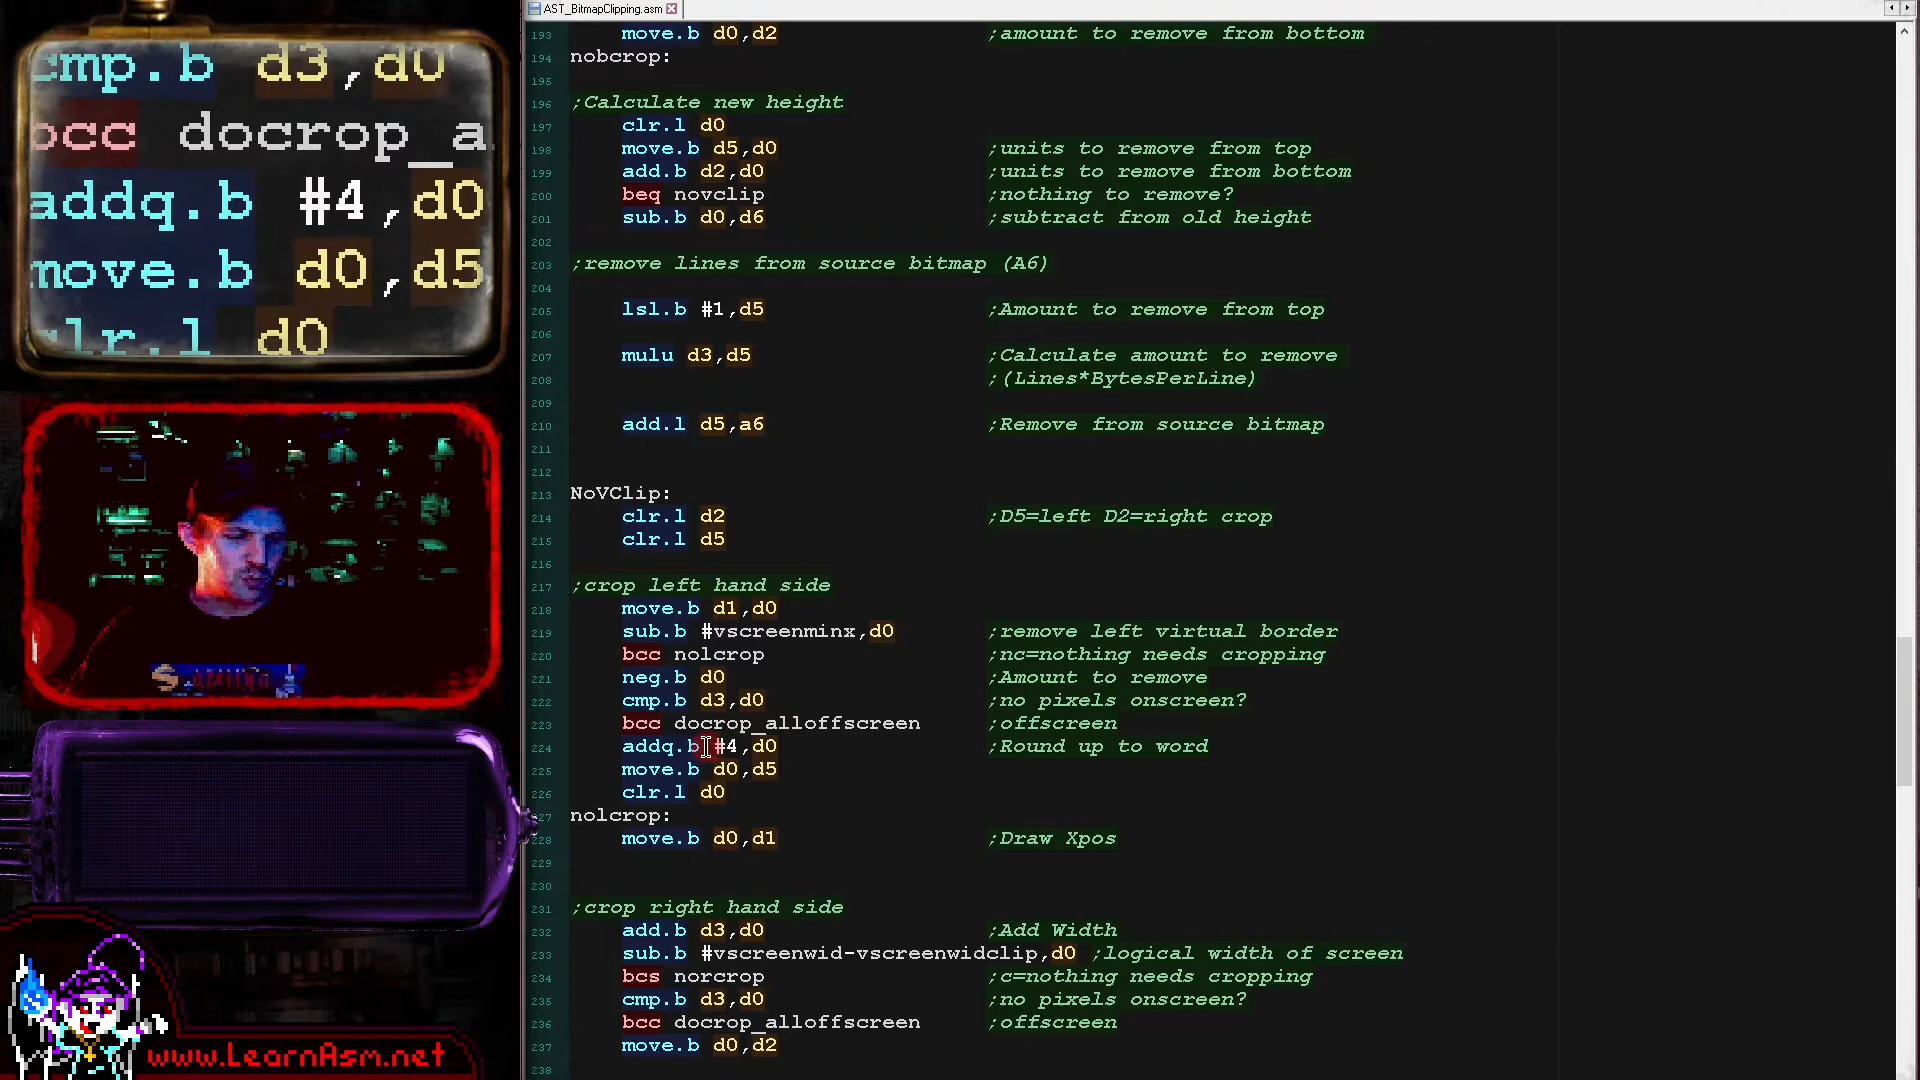 cmp.b d3,d0
bcc docrop_a
addq.b #4,d0
move.b d0,d5
clr.l d0
www.LearnAsm.net
AST_BitmapClipping.asm
193 move.b d0,d2 ;amount to remove from bottom
194 nobcrop:
195
196 ;Calculate new height
197 clr.l d0
198 move.b d5,d0 ;units to remove from top
199 add.b d2,d0 ;units to remove from bottom
200 beq novclip ;nothing to remove?
201 sub.b d0,d6 ;subtract from old height
202
203 ;remove lines from source bitmap (A6)
204
205 lsl.b #1,d5 ;Amount to remove from top
206
207 mulu d3,d5 ;Calculate amount to remove
208 ;(Lines*BytesPerLine)
209
210 add.l d5,a6 ;Remove from source bitmap
211
212
213 NoVClip:
214 clr.l d2 ;D5=left D2=right crop
215 clr.l d5
216
217 ;crop left hand side
218 move.b d1,d0
219 sub.b #vscreenminx,d0 ;remove left virtual border
220 bcc nolcrop ;nc=nothing needs cropping
221 neg.b d0 ;Amount to remove
222 cmp.b d3,d0 ;no pixels onscreen?
223 bcc docrop_alloffscreen ;offscreen
224 addq.b #4,d0 ;Round up to word
225 move.b d0,d5
226 clr.l d0
227 nolcrop:
228 move.b d0,d1 ;Draw Xpos
229
230
231 ;crop right hand side
232 add.b d3,d0 ;Add Width
233 sub.b #vscreenwid-vscreenwidclip,d0 ;logical width of screen
234 bcs norcrop ;c=nothing needs cropping
235 cmp.b d3,d0 ;no pixels onscreen?
236 bcc docrop_alloffscreen ;offscreen
237 move.b d0,d2
238